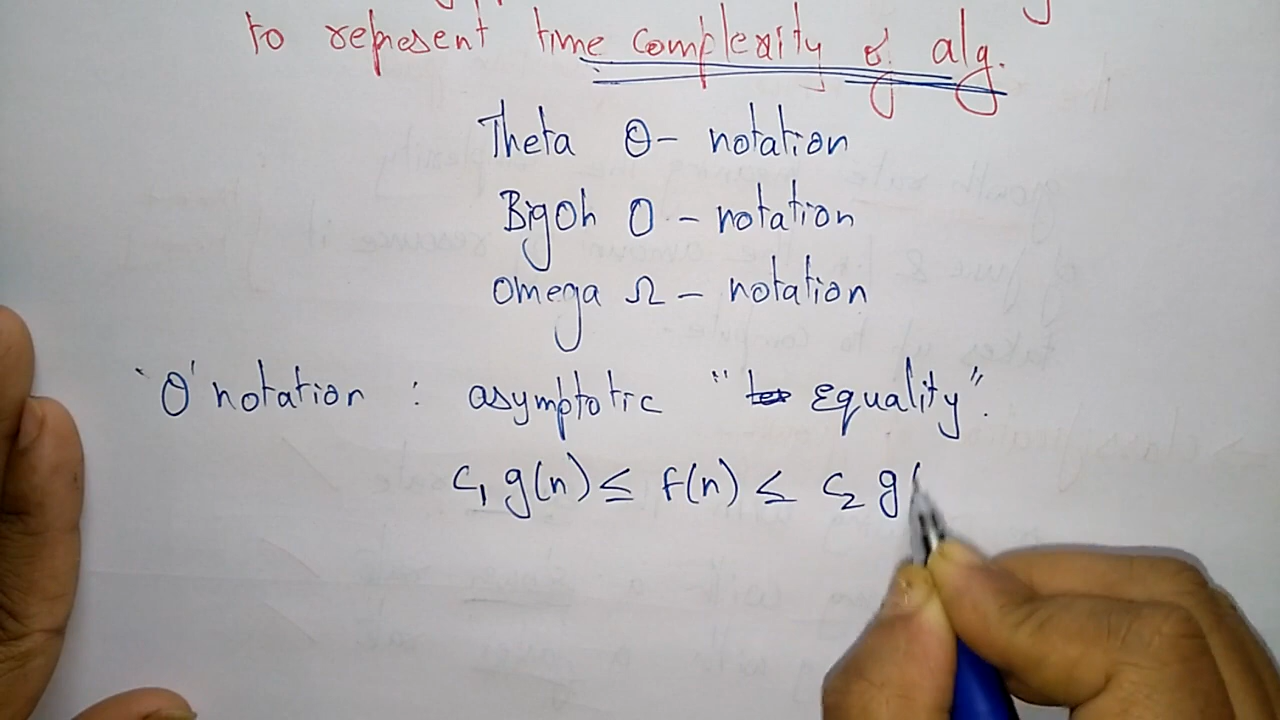 to represent time complexity of alg.
Theta θ- notation
BigOh O - notation
Omega Ω - notation
'θ' notation : asymptotic " Equality".
C₁ g(n) ≤ f(n) ≤ C₂ g(